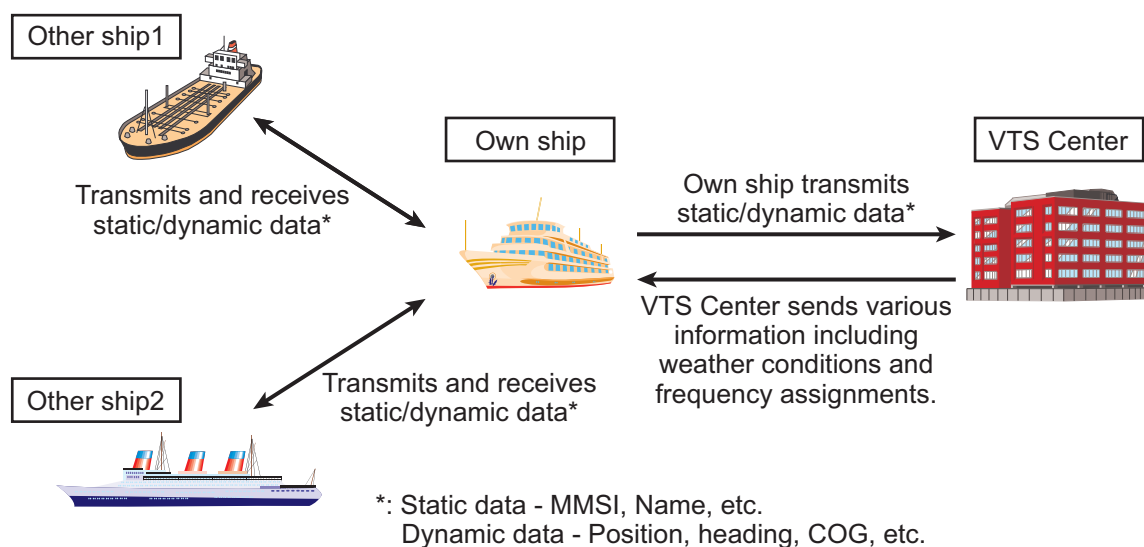 Other ship1
Transmits and receives
static/dynamic data*
Own ship
Own ship transmits
static/dynamic data*
VTS Center
VTS Center sends various
information including
weather conditions and
frequency assignments.
Other ship2
Transmits and receives
static/dynamic data*
*: Static data - MMSI, Name, etc.
Dynamic data - Position, heading, COG, etc.